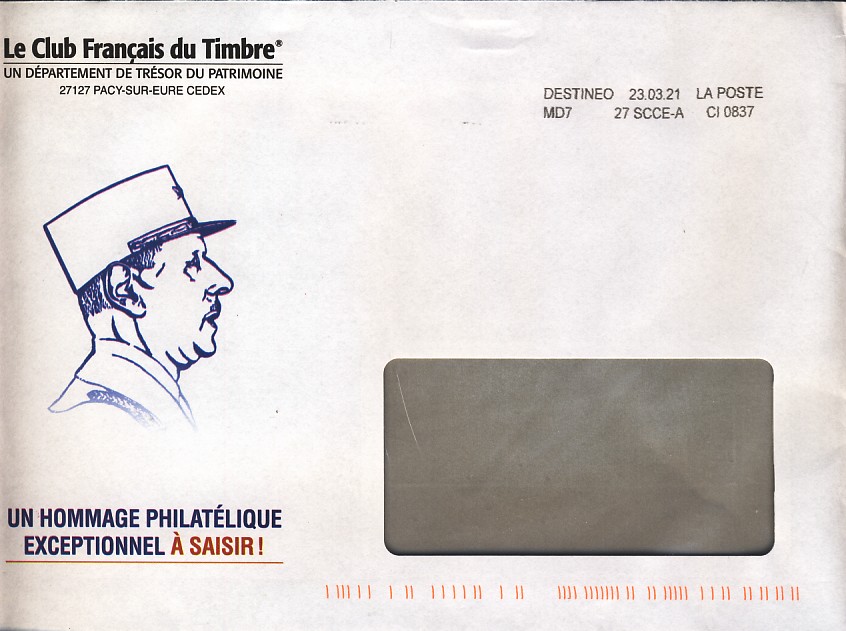 Le Club Français du Timbre®
UN DÉPARTEMENT DE TRÉSOR DU PATRIMOINE
27127 PACY-SUR-EURE CEDEX
DESTINEO 23.03.21 LA POSTE
MD7 27 SCCE-A CI 0837
UN HOMMAGE PHILATÉLIQUE
EXCEPTIONNEL À SAISIR !